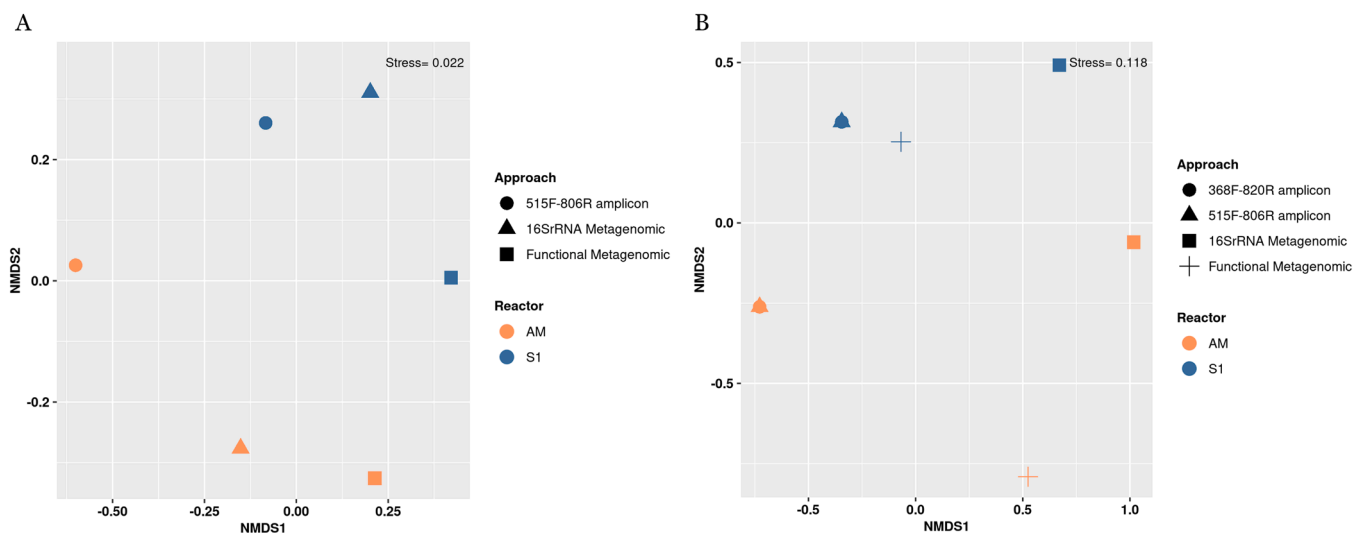 A
Stress= 0.022
0.2
0.0
-0.2
NMDS2
-0.50
-0.25
0.00
0.25
NMDS1
Approach
515F-806R amplicon
16SrRNA Metagenomic
Functional Metagenomic
Reactor
AM
S1
B
Stress= 0.118
0.5
0.0
-0.5
NMDS2
-0.5
0.0
0.5
1.0
NMDS1
Approach
368F-820R amplicon
515F-806R amplicon
16SrRNA Metagenomic
Functional Metagenomic
Reactor
AM
S1